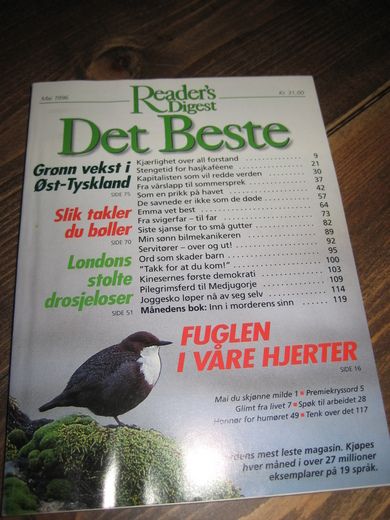 Mai 1996
Reader's
Digest
Kr. 31,00
Det Beste
Grønn vekst i
Øst-Tyskland
SIDE 75
Slik takler
du bøller
SIDE 70
Londons
stolte
drosjeløser
SIDE 51
Kjærlighet over all forstand 9
Stengetid for hasjkaféene 21
Kapitalisten som vil redde verden 30
Fra vårslapp til sommersprek 37
Som en prikk på havet 42
De savnede er ikke som de døde 57
Emma vet best 64
Fra svigerfar – til far 73
Siste sjanse for to små gutter 82
Min sønn bilmekanikeren 89
Servitører – over og ut! 92
Ord som skader barn 95
"Takk for at du kom!" 100
Kinesernes første demokrati 103
Pilegrimsferd til Medjugorje 109
Joggesko løper nå av seg selv 114
Månedens bok: Inn i morderens sinn 119
FUGLEN
I VÅRE HJERTER
SIDE 16
Mai du skjønne milde 1 Premiekryssord 5
Glimt fra livet 7 Spøk til arbeidet 28
Honnør for humøret 49 Tenk over det 117
rdens mest leste magasin. Kjøpes
hver måned i over 27 millioner
eksemplarer på 19 språk.